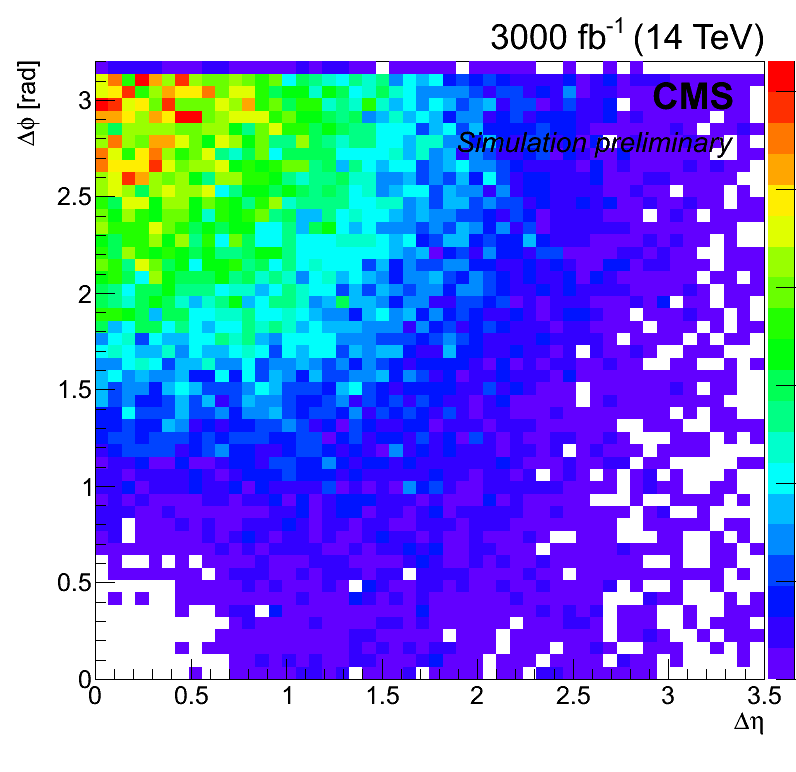 3000 fb-1 (14 TeV)
CMS
Simulation preliminary
Δϕ [rad]
3
2.5
2
1.5
1
0.5
0
0 0.5 1 1.5 2 2.5 3 3.5
Δη